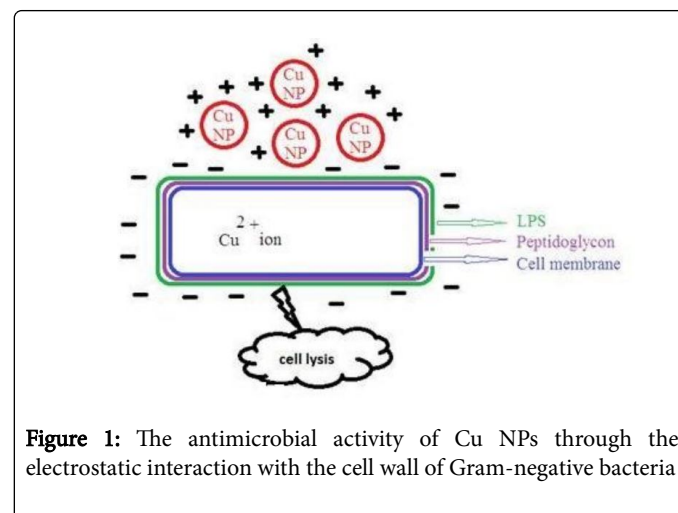 Cu
NP
Cu
NP
Cu
NP
Cu
NP
Cu 2+ ion
LPS
Peptidoglycon
Cell membrane
cell lysis
Figure 1: The antimicrobial activity of Cu NPs through the
electrostatic interaction with the cell wall of Gram-negative bacteria